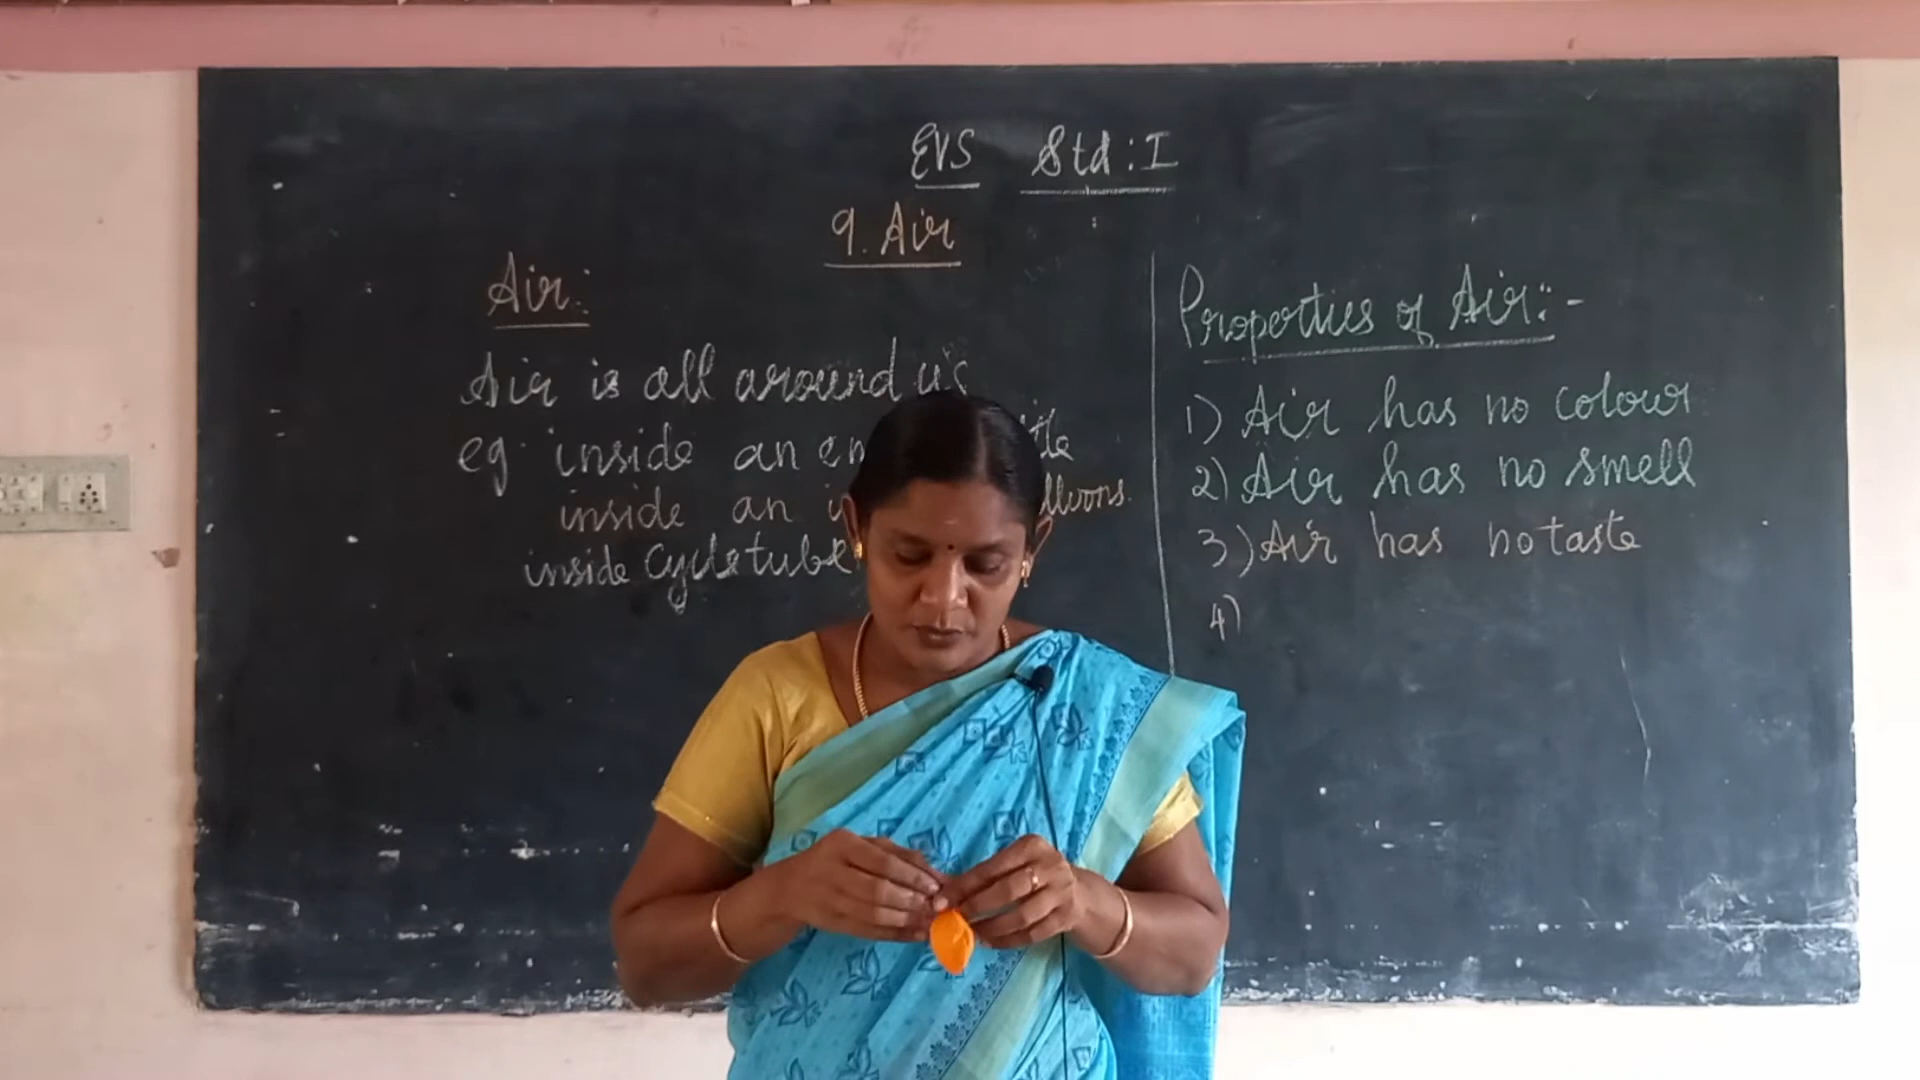 EVS Std : I
9. Air
Air:
Air is all around us
eg. inside an
inside an
inside Cycle tube
Properties of Air:-
1) Air has no colour
2) Air has no smell
3) Air has no taste
4)